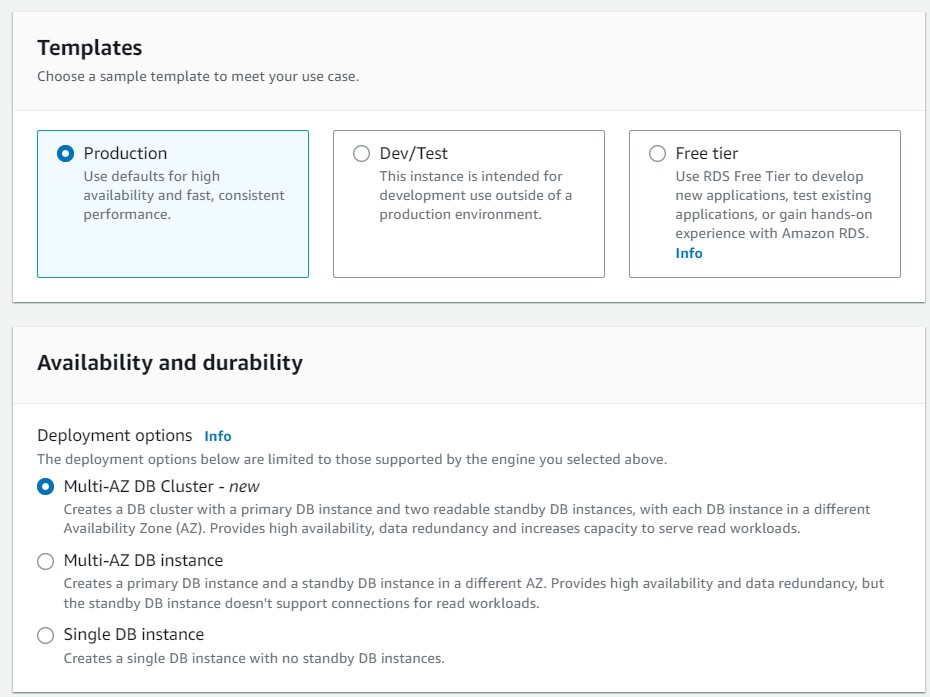 Templates
Choose a sample template to meet your use case.
Production
Use defaults for high
availability and fast, consistent
performance.
Dev/Test
This instance is intended for
development use outside of a
production environment.
Free tier
Use RDS Free Tier to develop
new applications, test existing
applications, or gain hands-on
experience with Amazon RDS.
Info
Availability and durability
Deployment options Info
The deployment options below are limited to those supported by the engine you selected above.
Multi-AZ DB Cluster - new
Creates a DB cluster with a primary DB instance and two readable standby DB instances, with each DB instance in a different
Availability Zone (AZ). Provides high availability, data redundancy and increases capacity to serve read workloads.
Multi-AZ DB instance
Creates a primary DB instance and a standby DB instance in a different AZ. Provides high availability and data redundancy, but
the standby DB instance doesn't support connections for read workloads.
Single DB instance
Creates a single DB instance with no standby DB instances.